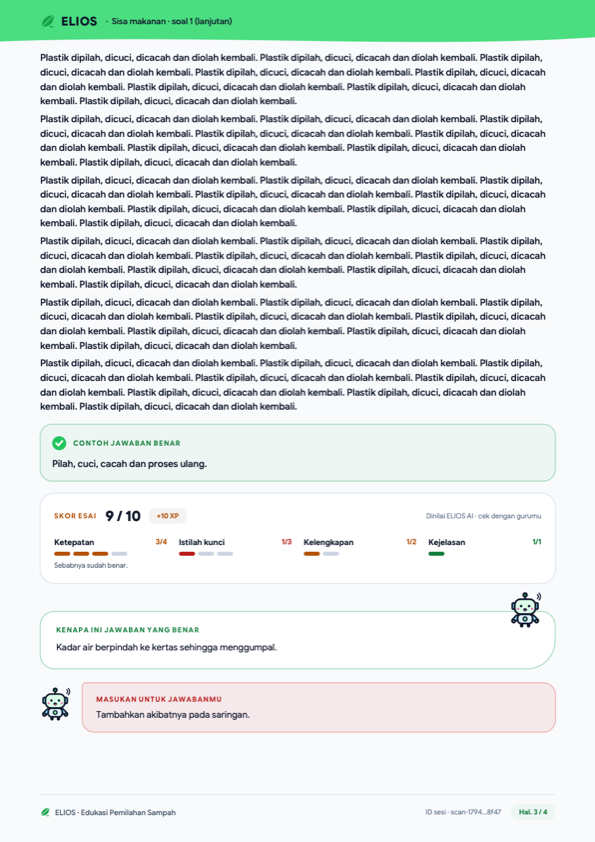 ELIOS · Sisa makanan · soal 1 (lanjutan)
Plastik dipilah, dicuci, dicacah dan diolah kembali. Plastik dipilah, dicuci, dicacah dan diolah kembali. Plastik dipilah,
dicuci, dicacah dan diolah kembali. Plastik dipilah, dicuci, dicacah dan diolah kembali. Plastik dipilah, dicuci, dicacah
dan diolah kembali. Plastik dipilah, dicuci, dicacah dan diolah kembali. Plastik dipilah, dicuci, dicacah dan diolah
kembali. Plastik dipilah, dicuci, dicacah dan diolah kembali.
Plastik dipilah, dicuci, dicacah dan diolah kembali. Plastik dipilah, dicuci, dicacah dan diolah kembali. Plastik dipilah,
dicuci, dicacah dan diolah kembali. Plastik dipilah, dicuci, dicacah dan diolah kembali. Plastik dipilah, dicuci, dicacah
dan diolah kembali. Plastik dipilah, dicuci, dicacah dan diolah kembali. Plastik dipilah, dicuci, dicacah dan diolah
kembali. Plastik dipilah, dicuci, dicacah dan diolah kembali.
Plastik dipilah, dicuci, dicacah dan diolah kembali. Plastik dipilah, dicuci, dicacah dan diolah kembali. Plastik dipilah,
dicuci, dicacah dan diolah kembali. Plastik dipilah, dicuci, dicacah dan diolah kembali. Plastik dipilah, dicuci, dicacah
dan diolah kembali. Plastik dipilah, dicuci, dicacah dan diolah kembali. Plastik dipilah, dicuci, dicacah dan diolah
kembali. Plastik dipilah, dicuci, dicacah dan diolah kembali.
Plastik dipilah, dicuci, dicacah dan diolah kembali. Plastik dipilah, dicuci, dicacah dan diolah kembali. Plastik dipilah,
dicuci, dicacah dan diolah kembali. Plastik dipilah, dicuci, dicacah dan diolah kembali. Plastik dipilah, dicuci, dicacah
dan diolah kembali. Plastik dipilah, dicuci, dicacah dan diolah kembali. Plastik dipilah, dicuci, dicacah dan diolah
kembali. Plastik dipilah, dicuci, dicacah dan diolah kembali.
Plastik dipilah, dicuci, dicacah dan diolah kembali. Plastik dipilah, dicuci, dicacah dan diolah kembali. Plastik dipilah,
dicuci, dicacah dan diolah kembali. Plastik dipilah, dicuci, dicacah dan diolah kembali. Plastik dipilah, dicuci, dicacah
dan diolah kembali. Plastik dipilah, dicuci, dicacah dan diolah kembali. Plastik dipilah, dicuci, dicacah dan diolah
kembali. Plastik dipilah, dicuci, dicacah dan diolah kembali.
Plastik dipilah, dicuci, dicacah dan diolah kembali. Plastik dipilah, dicuci, dicacah dan diolah kembali. Plastik dipilah,
dicuci, dicacah dan diolah kembali. Plastik dipilah, dicuci, dicacah dan diolah kembali. Plastik dipilah, dicuci, dicacah
dan diolah kembali. Plastik dipilah, dicuci, dicacah dan diolah kembali. Plastik dipilah, dicuci, dicacah dan diolah
kembali. Plastik dipilah, dicuci, dicacah dan diolah kembali.
CONTOH JAWABAN BENAR
Pilah, cuci, cacah dan proses ulang.
SKOR ESAI 9 / 10 +10 XP Dinilai ELIOS AI · cek dengan gurumu
Ketepatan 3/4 Istilah kunci 1/3 Kelengkapan 1/2 Kejelasan 1/1
Sebabnya sudah benar.
KENAPA INI JAWABAN YANG BENAR
Kadar air berpindah ke kertas sehingga menggumpal.
MASUKAN UNTUK JAWABANMU
Tambahkan akibatnya pada saringan.
ELIOS · Edukasi Pemilahan Sampah ID sesi · scan-1794…8f47 Hal. 3 / 4